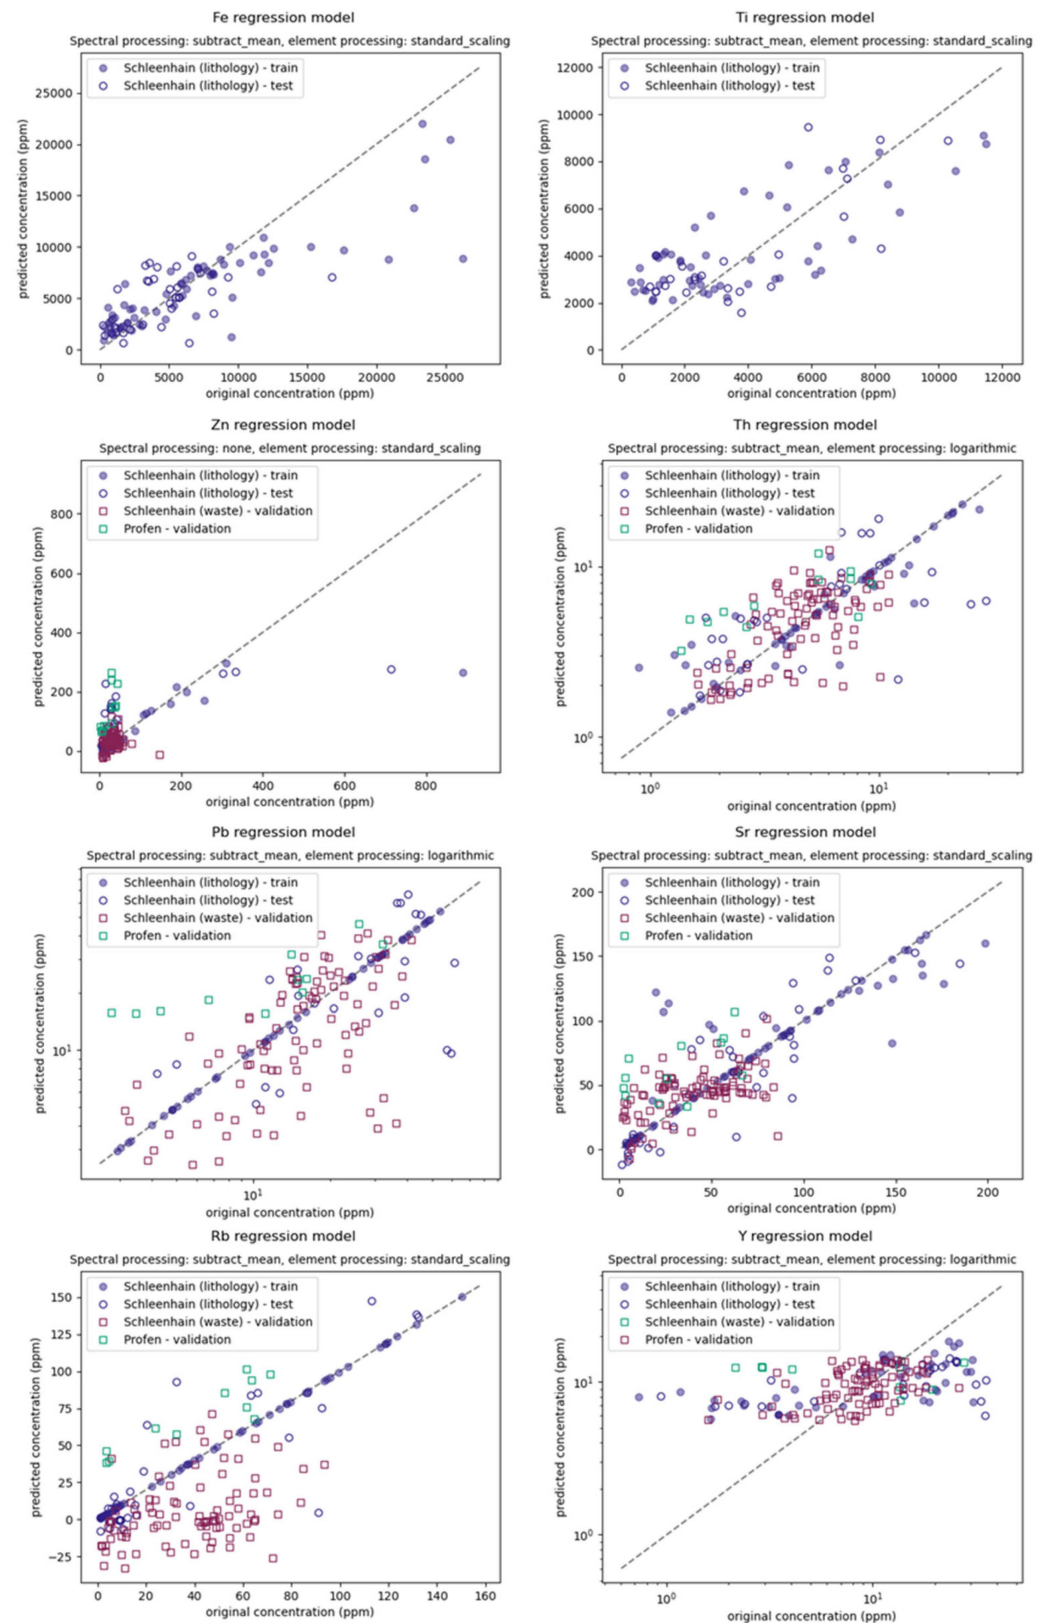 Fe regression model
Spectral processing: subtract_mean, element processing: standard_scaling
Schleenhain (lithology) - train
Schleenhain (lithology) - test
predicted concentration (ppm)
25000
20000
15000
10000
5000
0
0 5000 10000 15000 20000 25000
original concentration (ppm)
Ti regression model
Spectral processing: subtract_mean, element processing: standard_scaling
Schleenhain (lithology) - train
Schleenhain (lithology) - test
predicted concentration (ppm)
12000
10000
8000
6000
4000
2000
0
0 2000 4000 6000 8000 10000 12000
original concentration (ppm)
Zn regression model
Spectral processing: none, element processing: standard_scaling
Schleenhain (lithology) - train
Schleenhain (lithology) - test
Schleenhain (waste) - validation
Profen - validation
predicted concentration (ppm)
800
600
400
200
0
0 200 400 600 800
original concentration (ppm)
Th regression model
Spectral processing: subtract_mean, element processing: logarithmic
Schleenhain (lithology) - train
Schleenhain (lithology) - test
Schleenhain (waste) - validation
Profen - validation
predicted concentration (ppm)
10¹
10⁰
10⁰ 10¹
original concentration (ppm)
Pb regression model
Spectral processing: subtract_mean, element processing: logarithmic
Schleenhain (lithology) - train
Schleenhain (lithology) - test
Schleenhain (waste) - validation
Profen - validation
predicted concentration (ppm)
10¹
10¹
original concentration (ppm)
Sr regression model
Spectral processing: subtract_mean, element processing: standard_scaling
Schleenhain (lithology) - train
Schleenhain (lithology) - test
Schleenhain (waste) - validation
Profen - validation
predicted concentration (ppm)
200
150
100
50
0
0 50 100 150 200
original concentration (ppm)
Rb regression model
Spectral processing: subtract_mean, element processing: standard_scaling
Schleenhain (lithology) - train
Schleenhain (lithology) - test
Schleenhain (waste) - validation
Profen - validation
predicted concentration (ppm)
150
125
100
75
50
25
0
−25
0 20 40 60 80 100 120 140 160
original concentration (ppm)
Y regression model
Spectral processing: subtract_mean, element processing: logarithmic
Schleenhain (lithology) - train
Schleenhain (lithology) - test
Schleenhain (waste) - validation
Profen - validation
predicted concentration (ppm)
10¹
10⁰
10⁰ 10¹
original concentration (ppm)